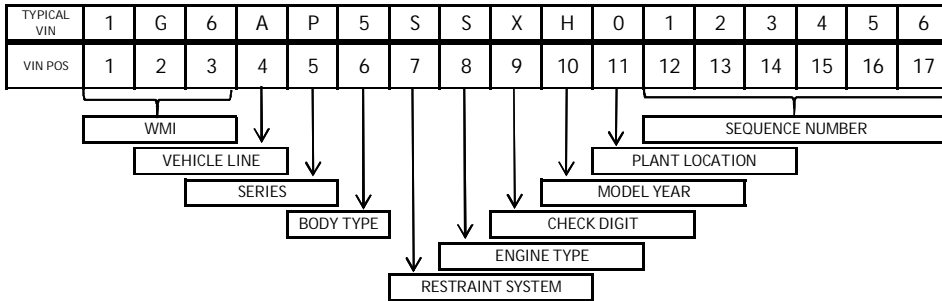 TYPICAL VIN 1 G 6 A P 5 S S X H 0 1 2 3 4 5 6
VIN POS 1 2 3 4 5 6 7 8 9 10 11 12 13 14 15 16 17
WMI SEQUENCE NUMBER
VEHICLE LINE PLANT LOCATION
SERIES MODEL YEAR
BODY TYPE CHECK DIGIT
ENGINE TYPE
RESTRAINT SYSTEM